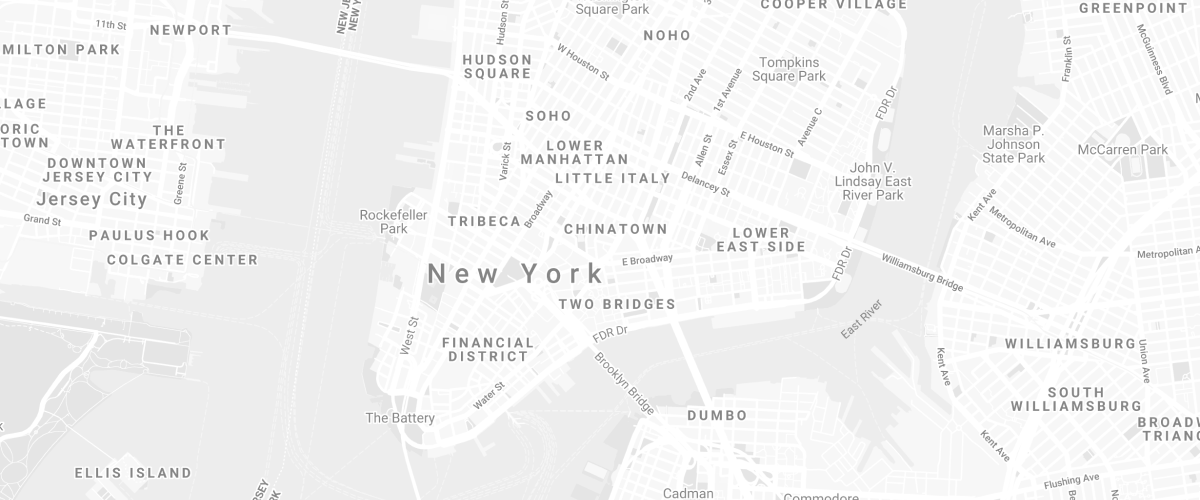 Square Park
COOPER VILLAGE
GREENPOINT
11th St
NEWPORT
Hudson St
NOHO
MILTON PARK
W Houston St
HUDSON
SQUARE
Tompkins
Square Park
Franklin St
McGuinness Blvd
2nd Ave
1st Avenue
FDR Dr
SOHO
Avenue C
THE
WATERFRONT
LOWER
MANHATTAN
Allen St
Essex St
E Houston St
Marsha P.
Johnson
State Park
McCarren Park
DOWNTOWN
JERSEY CITY
Varick St
LITTLE ITALY
Delancey St
John V.
Lindsay East
River Park
Jersey City
Greene St
Grand St
Rockefeller
Park
TRIBECA
Broadway
CHINATOWN
LOWER
EAST SIDE
Kent Ave
Metropolitan Ave
PAULUS HOOK
COLGATE CENTER
New York
E Broadway
FDR Dr
Williamsburg Bridge
Metropolitan A
TWO BRIDGES
East River
West St
FINANCIAL
DISTRICT
FDR Dr
WILLIAMSBURG
Union Ave
Kent Ave
Water St
Brooklyn Bridge
SOUTH
WILLIAMSBURG
The Battery
DUMBO
BROADW
TRIANG
Kent Ave
ELLIS ISLAND
Flushing Ave
Cadman
Commodore